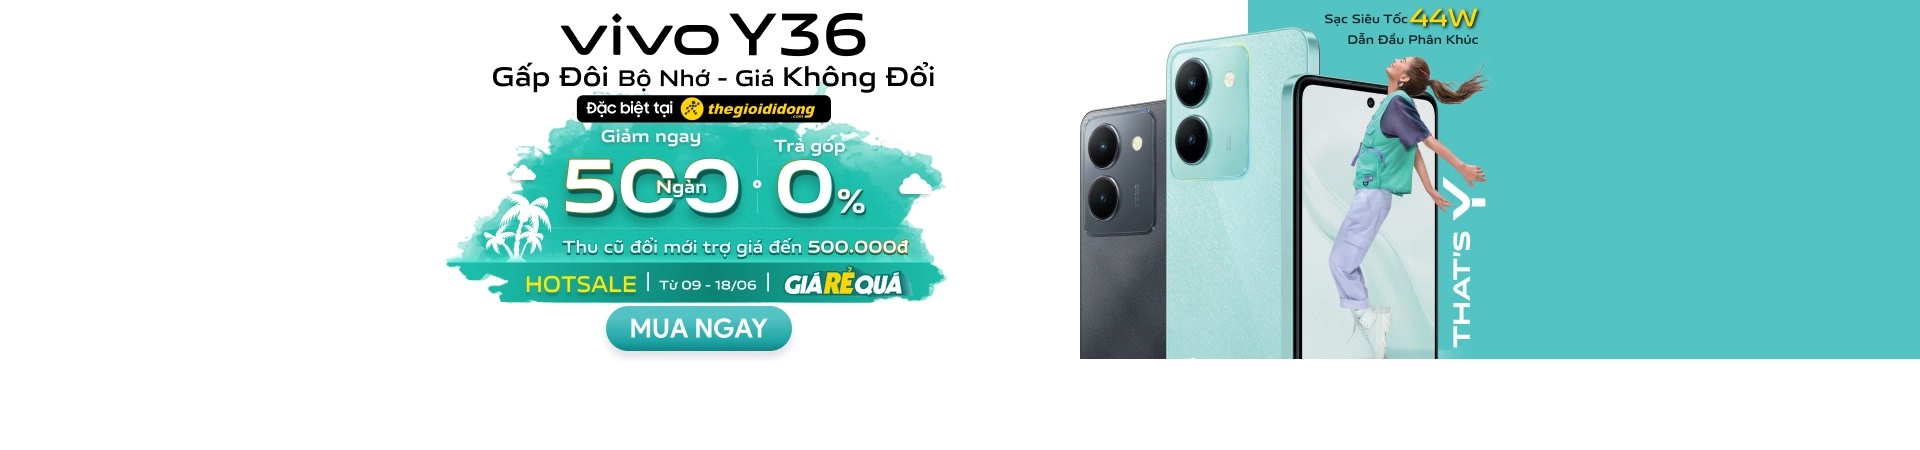 vivo Y36
Gấp Đôi Bộ Nhớ - Giá Không Đổi
Đặc biệt tại thegioididong.com
Giảm ngay
500 Ngàn
Trả góp
0%
Thu cũ đổi mới trợ giá đến 500.000đ
HOTSALE | Từ 09 - 18/06 | GIÁ RẺ QUÁ
MUA NGAY
Sạc Siêu Tốc 44W
Dẫn Đầu Phân Khúc
THAT'S Y